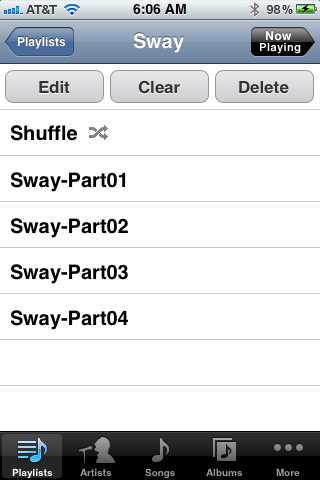 AT&T 6:06 AM 98%
Playlists Sway Now Playing
Edit Clear Delete
Shuffle
Sway-Part01
Sway-Part02
Sway-Part03
Sway-Part04
Playlists Artists Songs Albums More